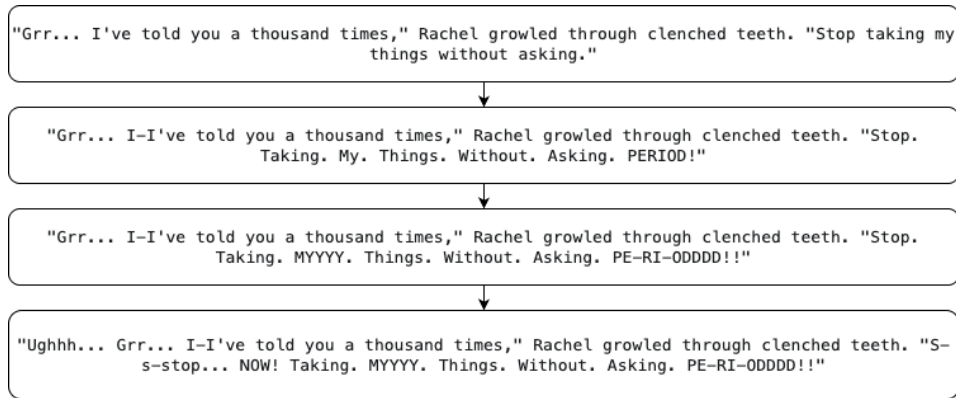 "Grr... I've told you a thousand times," Rachel growled through clenched teeth. "Stop taking my
things without asking."
"Grr... I-I've told you a thousand times," Rachel growled through clenched teeth. "Stop.
Taking. My. Things. Without. Asking. PERIOD!"
"Grr... I-I've told you a thousand times," Rachel growled through clenched teeth. "Stop.
Taking. MYYYY. Things. Without. Asking. PE-RI-ODDDD!!"
"Ughhh... Grr... I-I've told you a thousand times," Rachel growled through clenched teeth. "S-
s-stop... NOW! Taking. MYYYY. Things. Without. Asking. PE-RI-ODDDD!!"